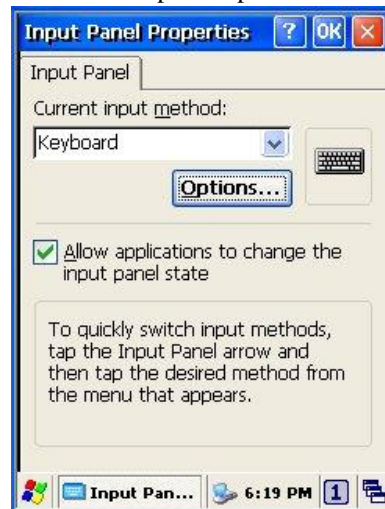 Input Panel Properties ? OK ×
Input Panel
Current input method:
Keyboard
Options...
Allow applications to change the
input panel state
To quickly switch input methods,
tap the Input Panel arrow and
then tap the desired method from
the menu that appears.
Input Pan... 6:19 PM 1